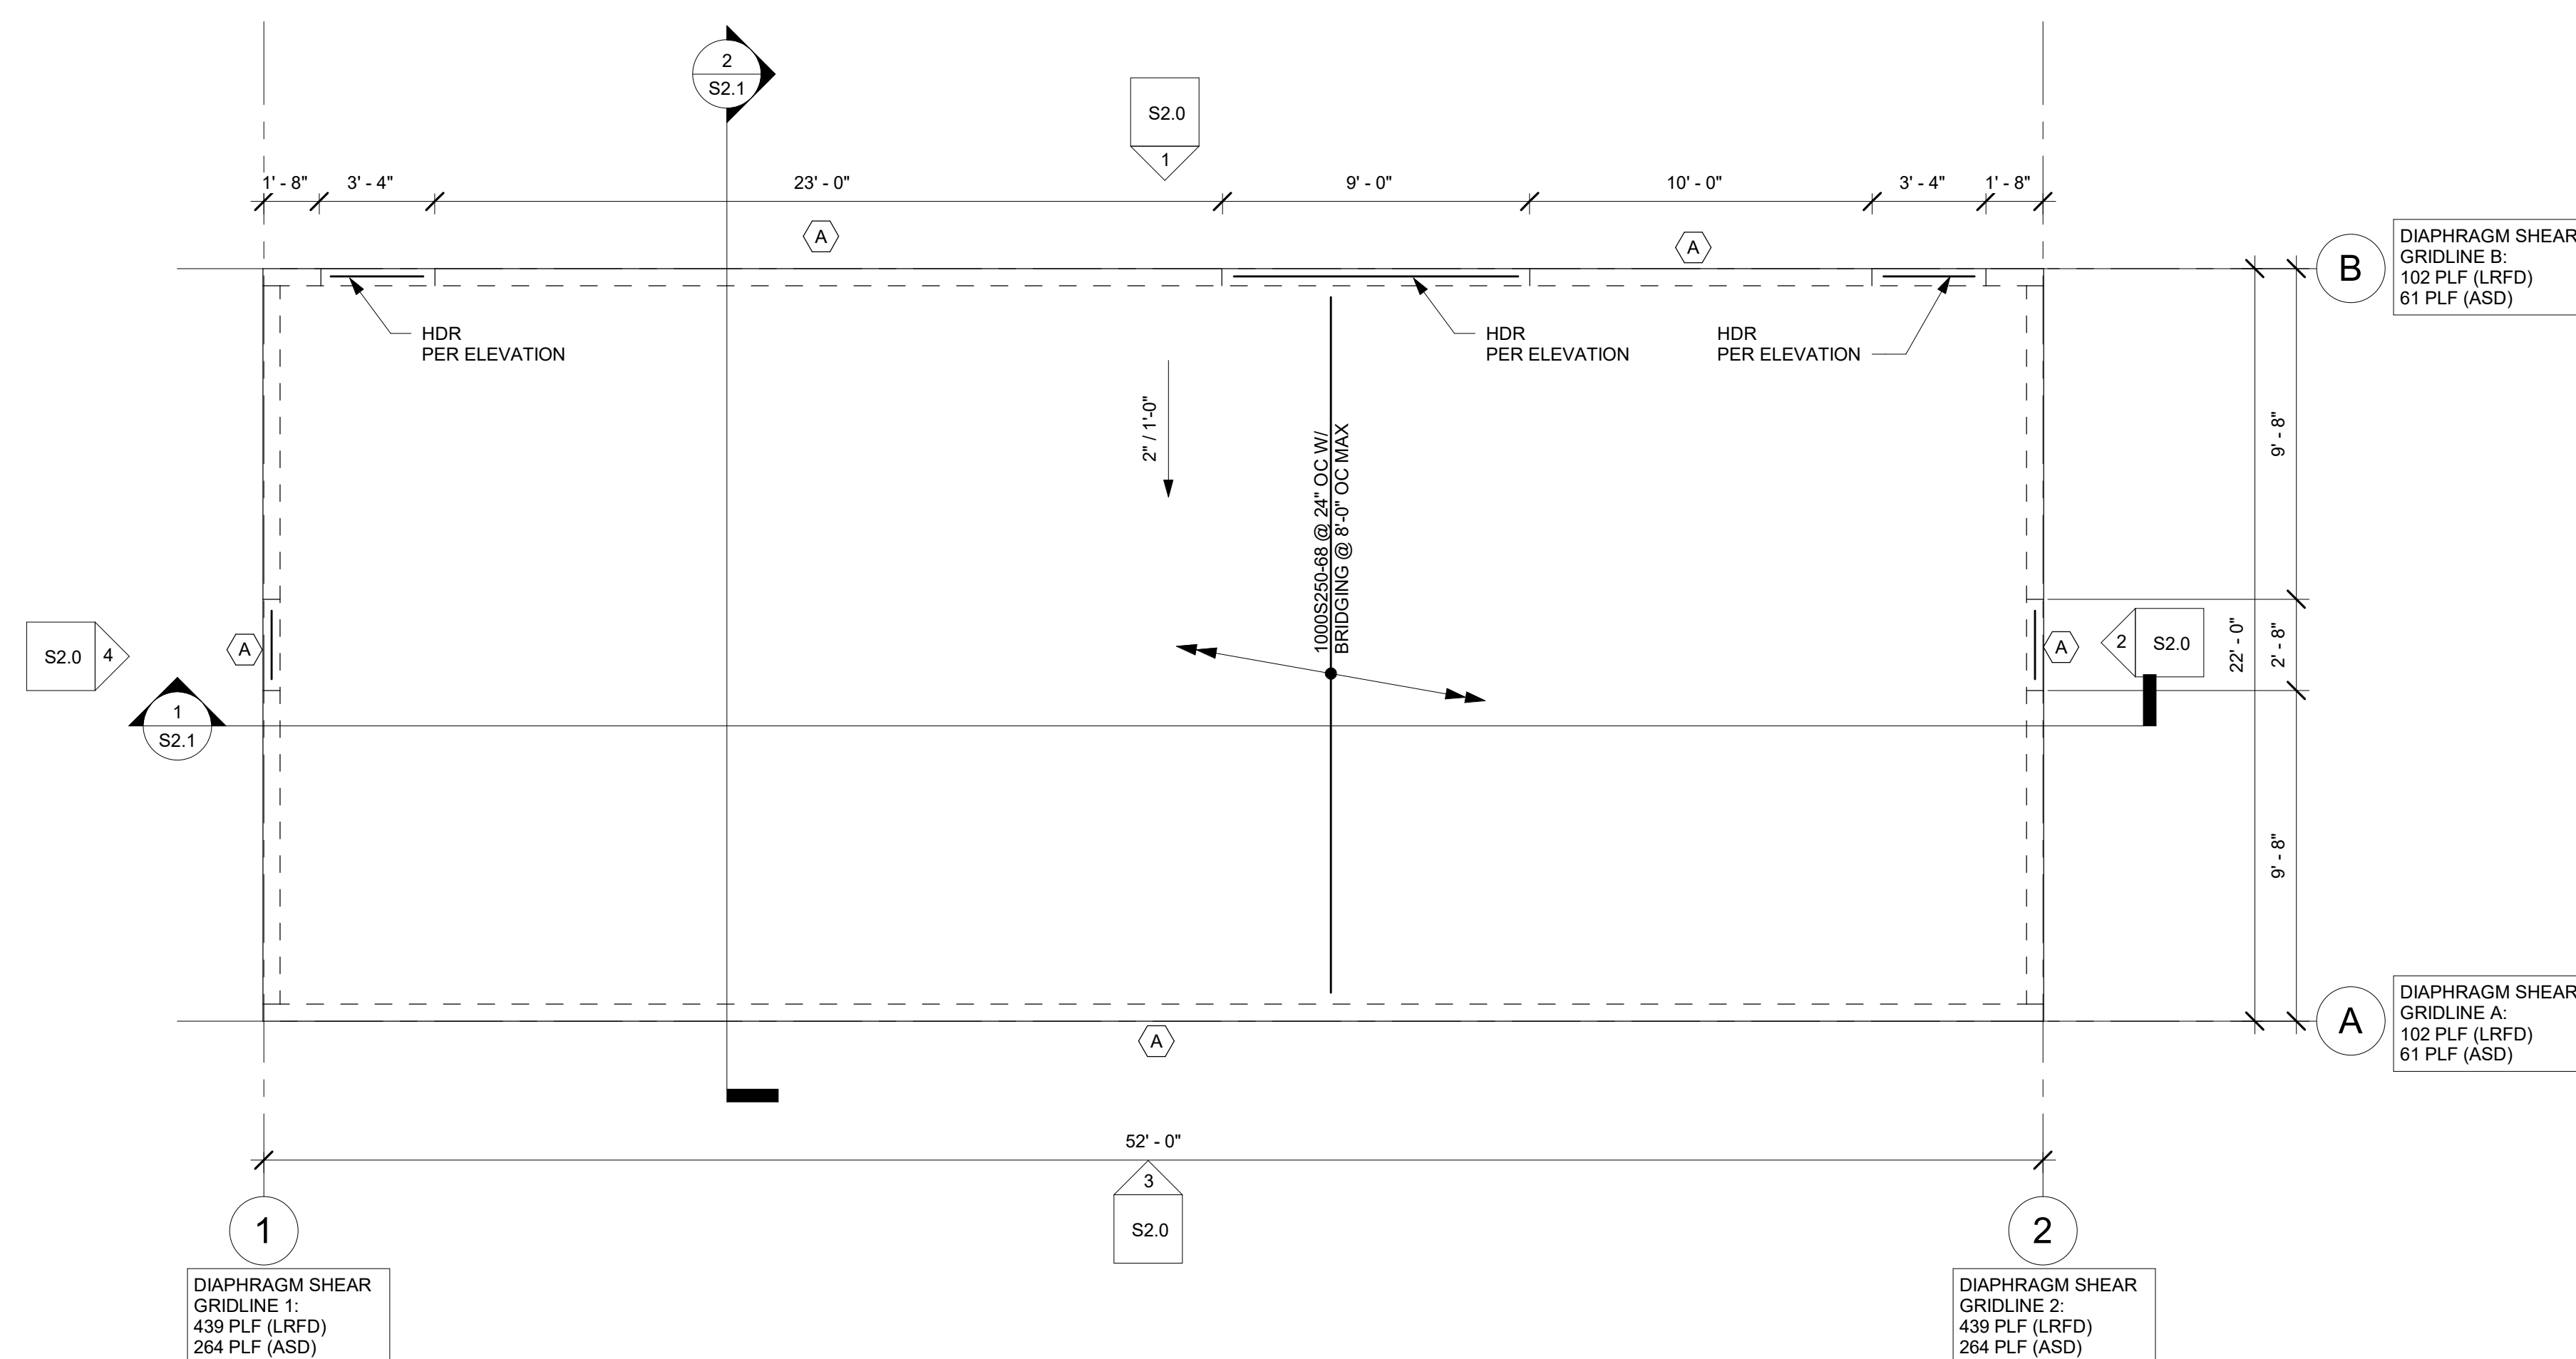 2
S2.1
S2.0
1
1' - 8"
3' - 4"
23' - 0"
9' - 0"
10' - 0"
3' - 4"
1' - 8"
A
A
B
DIAPHRAGM SHEAR
GRIDLINE B:
102 PLF (LRFD)
61 PLF (ASD)
HDR
PER ELEVATION
HDR
PER ELEVATION
HDR
PER ELEVATION
2" / 1'-0"
1000S250-68 @ 24" OC W/
BRIDGING @ 8'-0" OC MAX
9' - 8"
22' - 0"
2' - 8"
9' - 8"
S2.0
4
A
A
2
S2.0
1
S2.1
A
A
DIAPHRAGM SHEAR
GRIDLINE A:
102 PLF (LRFD)
61 PLF (ASD)
52' - 0"
3
S2.0
1
2
DIAPHRAGM SHEAR
GRIDLINE 1:
439 PLF (LRFD)
264 PLF (ASD)
DIAPHRAGM SHEAR
GRIDLINE 2:
439 PLF (LRFD)
264 PLF (ASD)